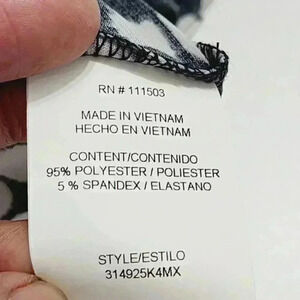 RN # 111503
MADE IN VIETNAM
HECHO EN VIETNAM
CONTENT/CONTENIDO
95% POLYESTER / POLIESTER
5 % SPANDEX / ELASTANO
STYLE/ESTILO
314925K4MX